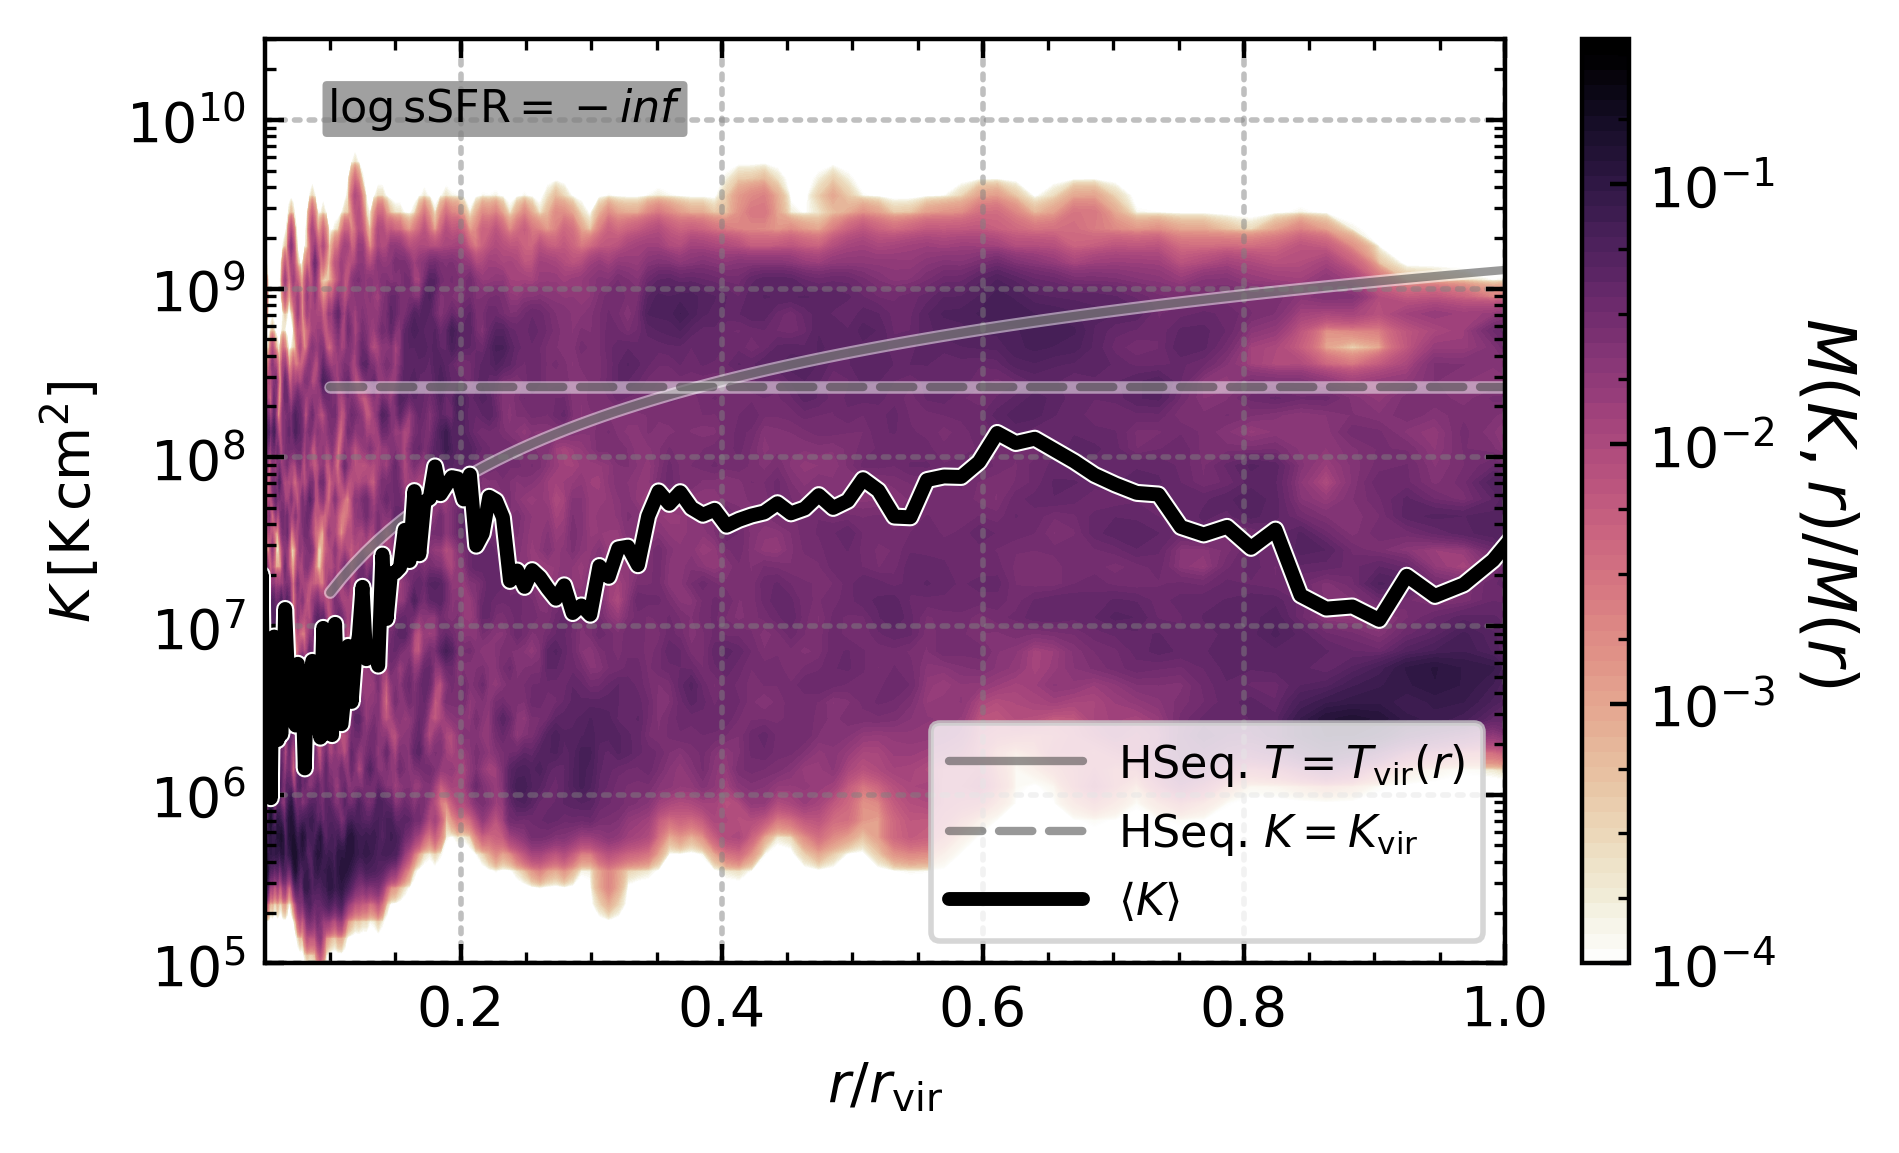 log sSFR = −inf
10^10
10^9
10^8
10^7
10^6
10^5
K [K cm^2]
0.2
0.4
0.6
0.8
1.0
r/r_vir
HSeq. T = T_vir(r)
HSeq. K = K_vir
⟨K⟩
10^−1
10^−2
10^−3
10^−4
M(K, r)/M(r)